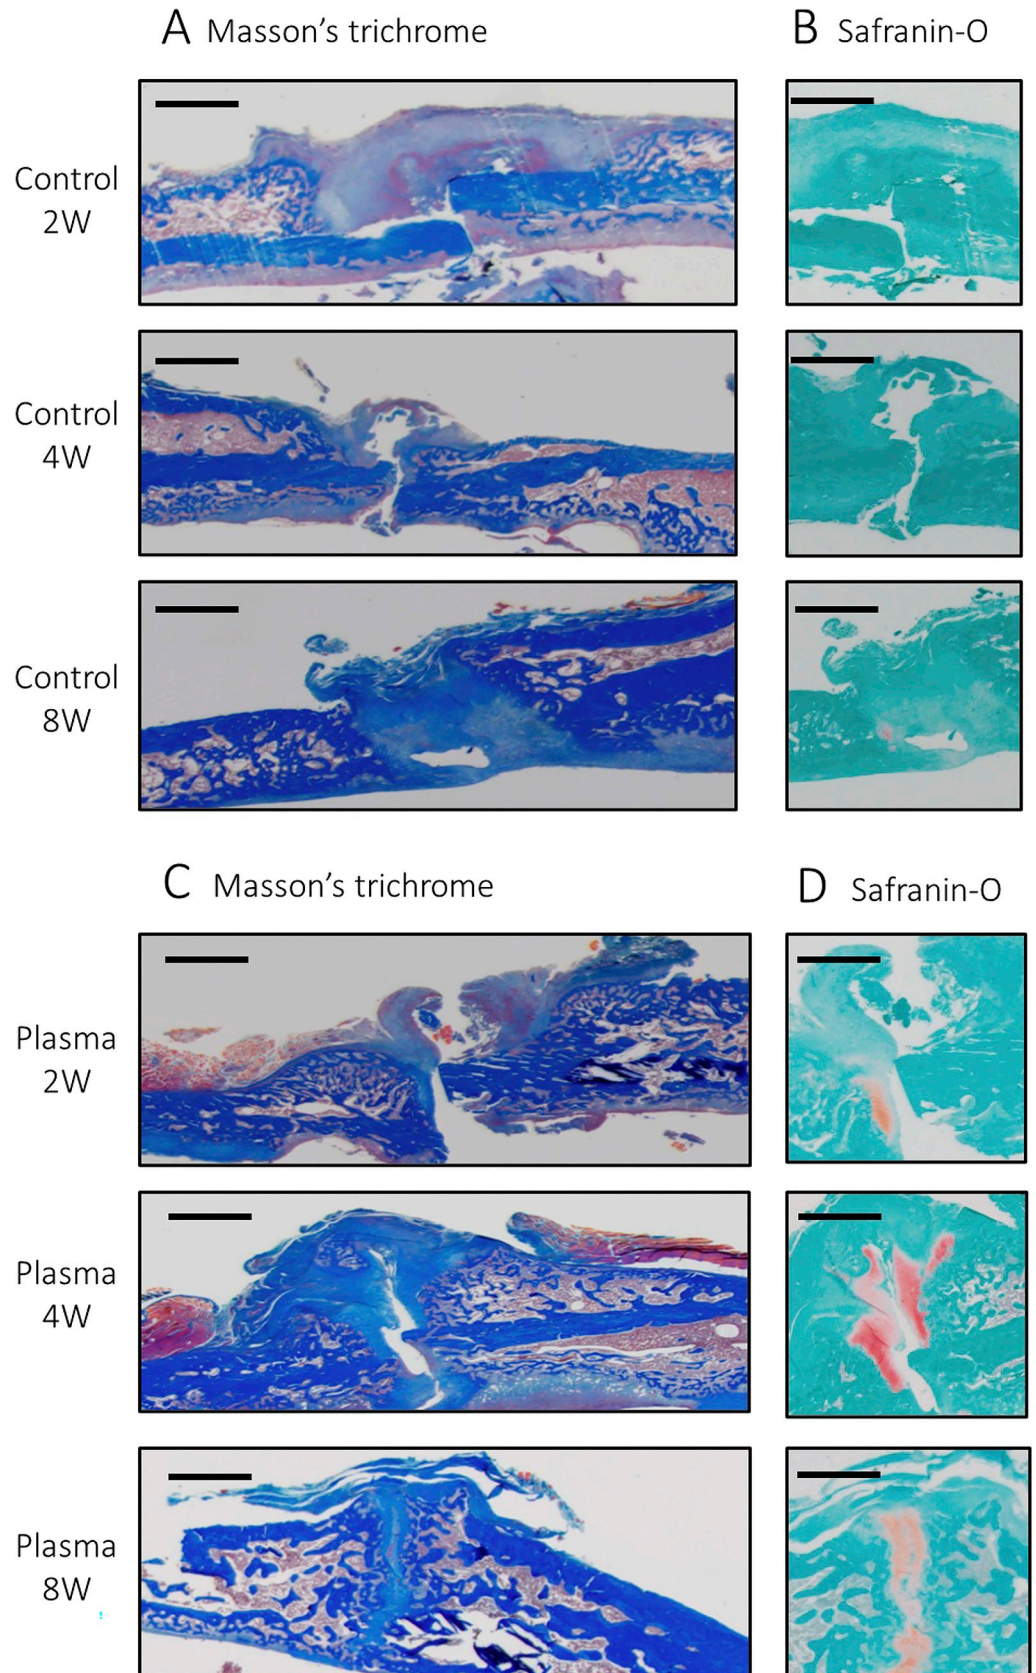 A Masson’s trichrome
B Safranin-O
Control
2W
Control
4W
Control
8W
C Masson’s trichrome
D Safranin-O
Plasma
2W
Plasma
4W
Plasma
8W